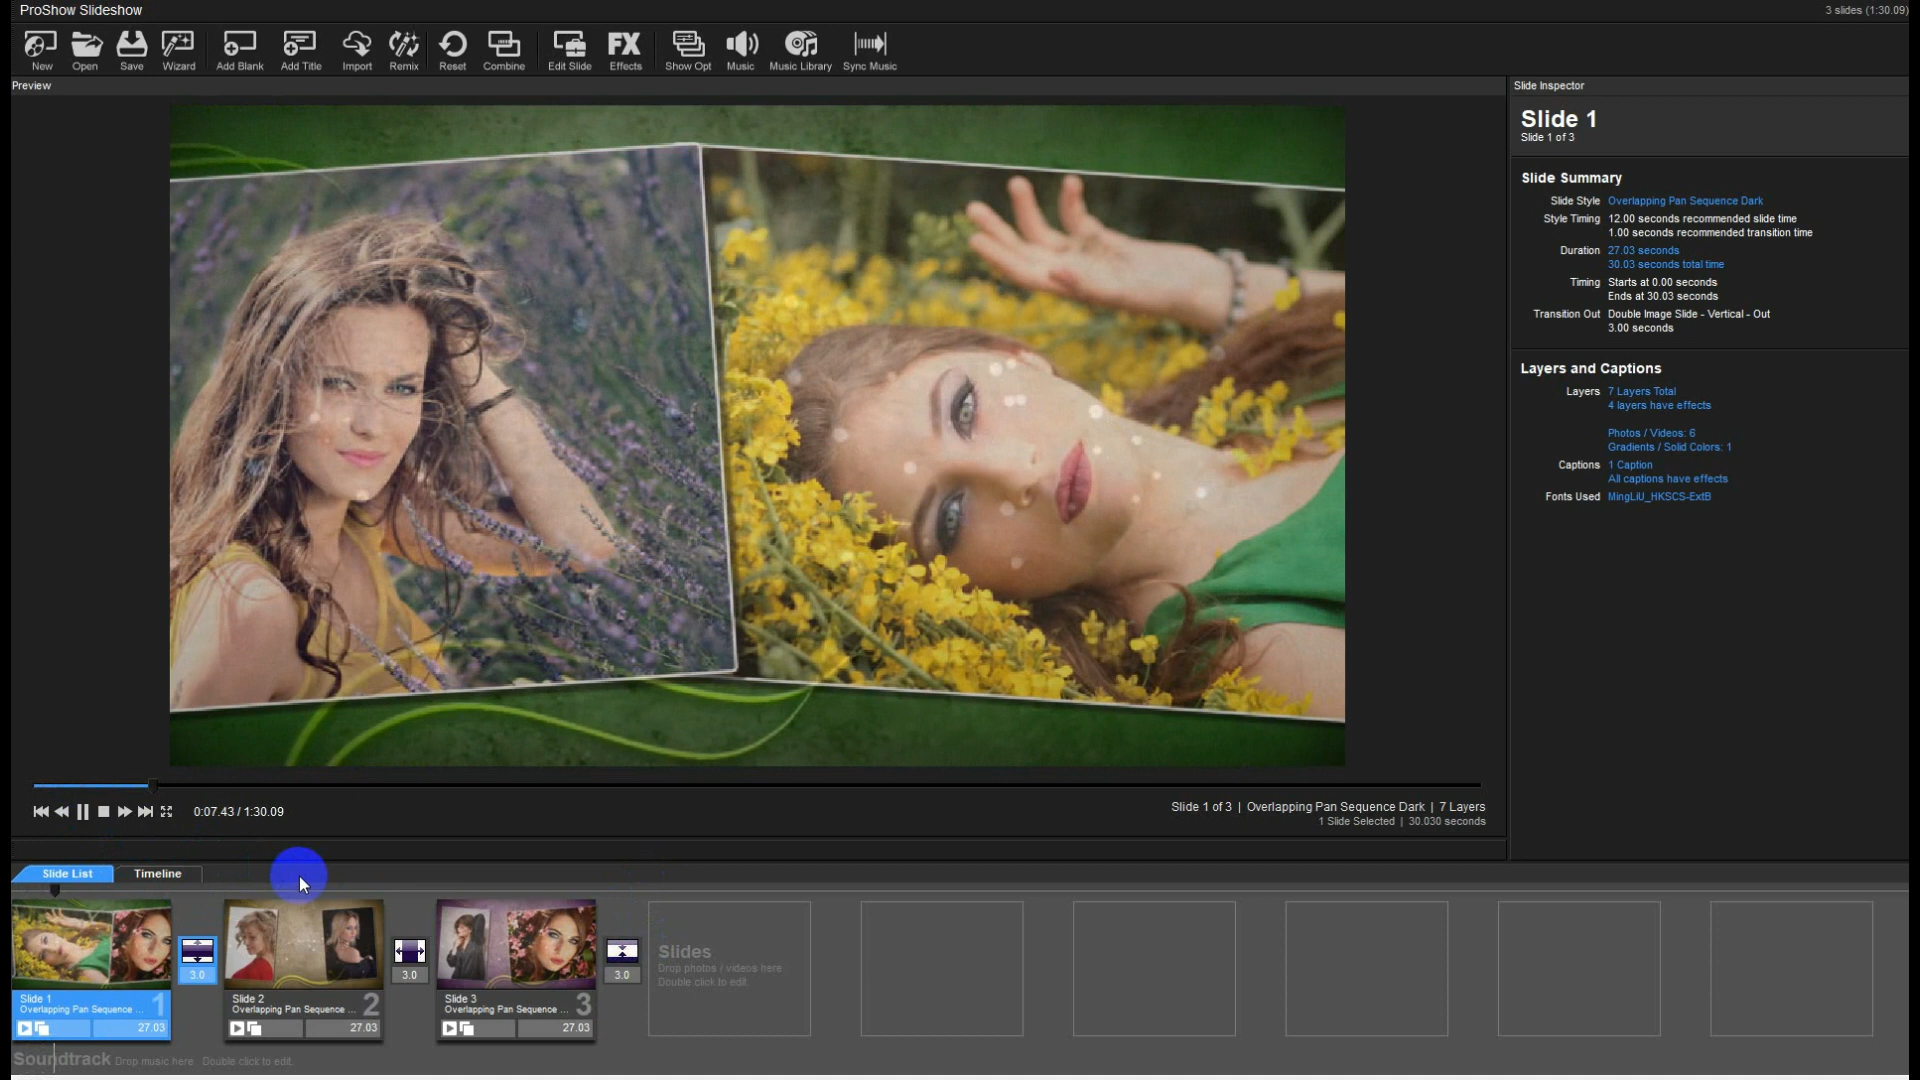 ProShow Slideshow
3 slides (1:30.09)
New Open Save Wizard Add Blank Add Title Import Remix Reset Combine Edit Slide Effects Show Opt Music Music Library Sync Music
FX
Preview
Slide Inspector
Slide 1
Slide 1 of 3
Slide Summary
Slide Style Overlapping Pan Sequence Dark
Style Timing 12.00 seconds recommended slide time
1.00 seconds recommended transition time
Duration 27.03 seconds
30.03 seconds total time
Timing Starts at 0.00 seconds
Ends at 30.03 seconds
Transition Out Double Image Slide - Vertical - Out
3.00 seconds
Layers and Captions
Layers 7 Layers Total
4 layers have effects
Photos / Videos: 6
Gradients / Solid Colors: 1
Captions 1 Caption
All captions have effects
Fonts Used MingLiU_HKSCS-ExtB
0:07.43 / 1:30.09
Slide 1 of 3 | Overlapping Pan Sequence Dark | 7 Layers
1 Slide Selected | 30.030 seconds
Slide List Timeline
3.0 3.0 3.0
Slide 1
Overlapping Pan Sequence ...
1
27.03
Slide 2
Overlapping Pan Sequence ...
2
27.03
Slide 3
Overlapping Pan Sequence ...
3
27.03
Slides
Drop photos / videos here
Double click to edit
Soundtrack Drop music here. Double click to edit.